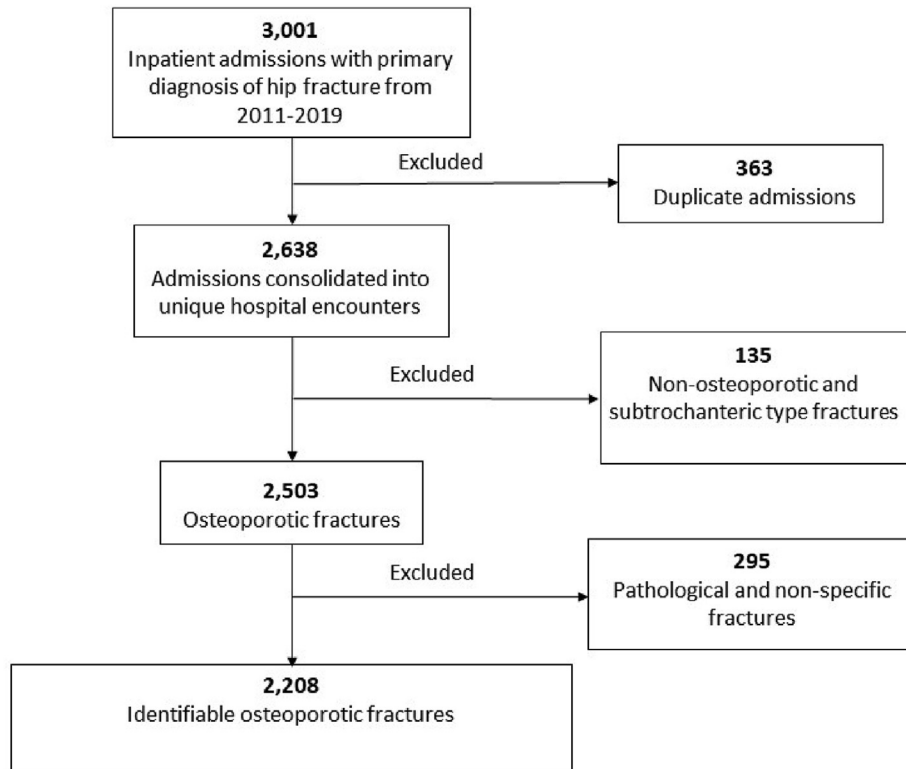 3,001
Inpatient admissions with primary
diagnosis of hip fracture from
2011-2019
Excluded
363
Duplicate admissions
2,638
Admissions consolidated into
unique hospital encounters
Excluded
135
Non-osteoporotic and
subtrochanteric type fractures
2,503
Osteoporotic fractures
Excluded
295
Pathological and non-specific
fractures
2,208
Identifiable osteoporotic fractures